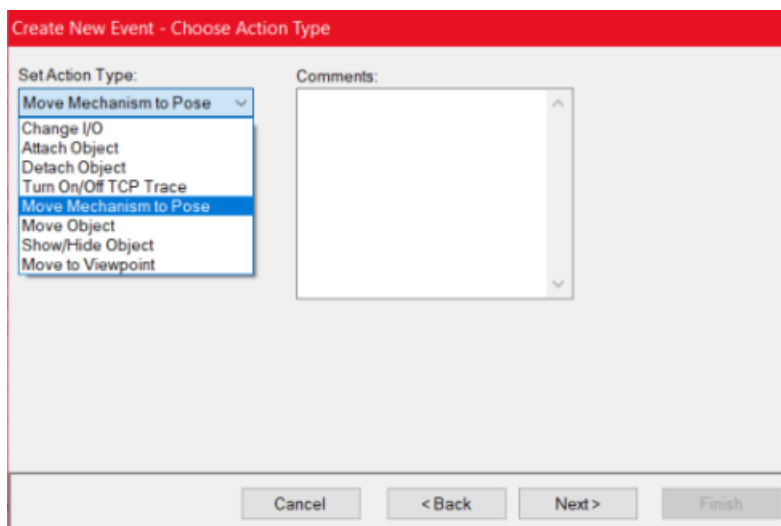 Create New Event - Choose Action Type
Set Action Type:
Comments:
Move Mechanism to Pose
Change I/O
Attach Object
Detach Object
Turn On/Off TCP Trace
Move Mechanism to Pose
Move Object
Show/Hide Object
Move to Viewpoint
Cancel
< Back
Next >
Finish